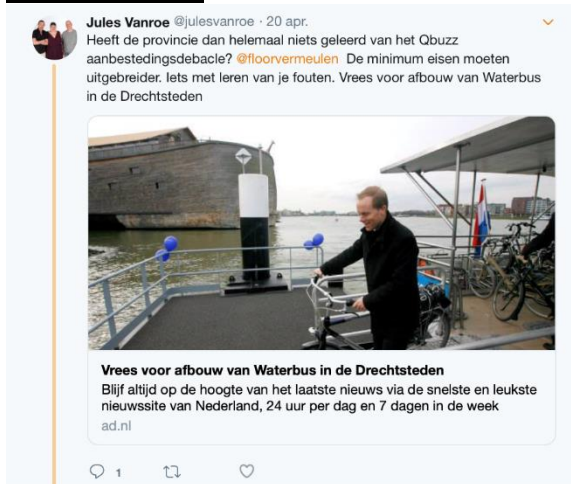 Jules Vanroe @julesvanroe · 20 apr.
Heeft de provincie dan helemaal niets geleerd van het Qbuzz
aanbestedingsdebacle? @floorvermeulen De minimum eisen moeten
uitgebreider. Iets met leren van je fouten. Vrees voor afbouw van Waterbus
in de Drechtsteden
Vrees voor afbouw van Waterbus in de Drechtsteden
Blijf altijd op de hoogte van het laatste nieuws via de snelste en leukste
nieuwssite van Nederland, 24 uur per dag en 7 dagen in de week
ad.nl
1